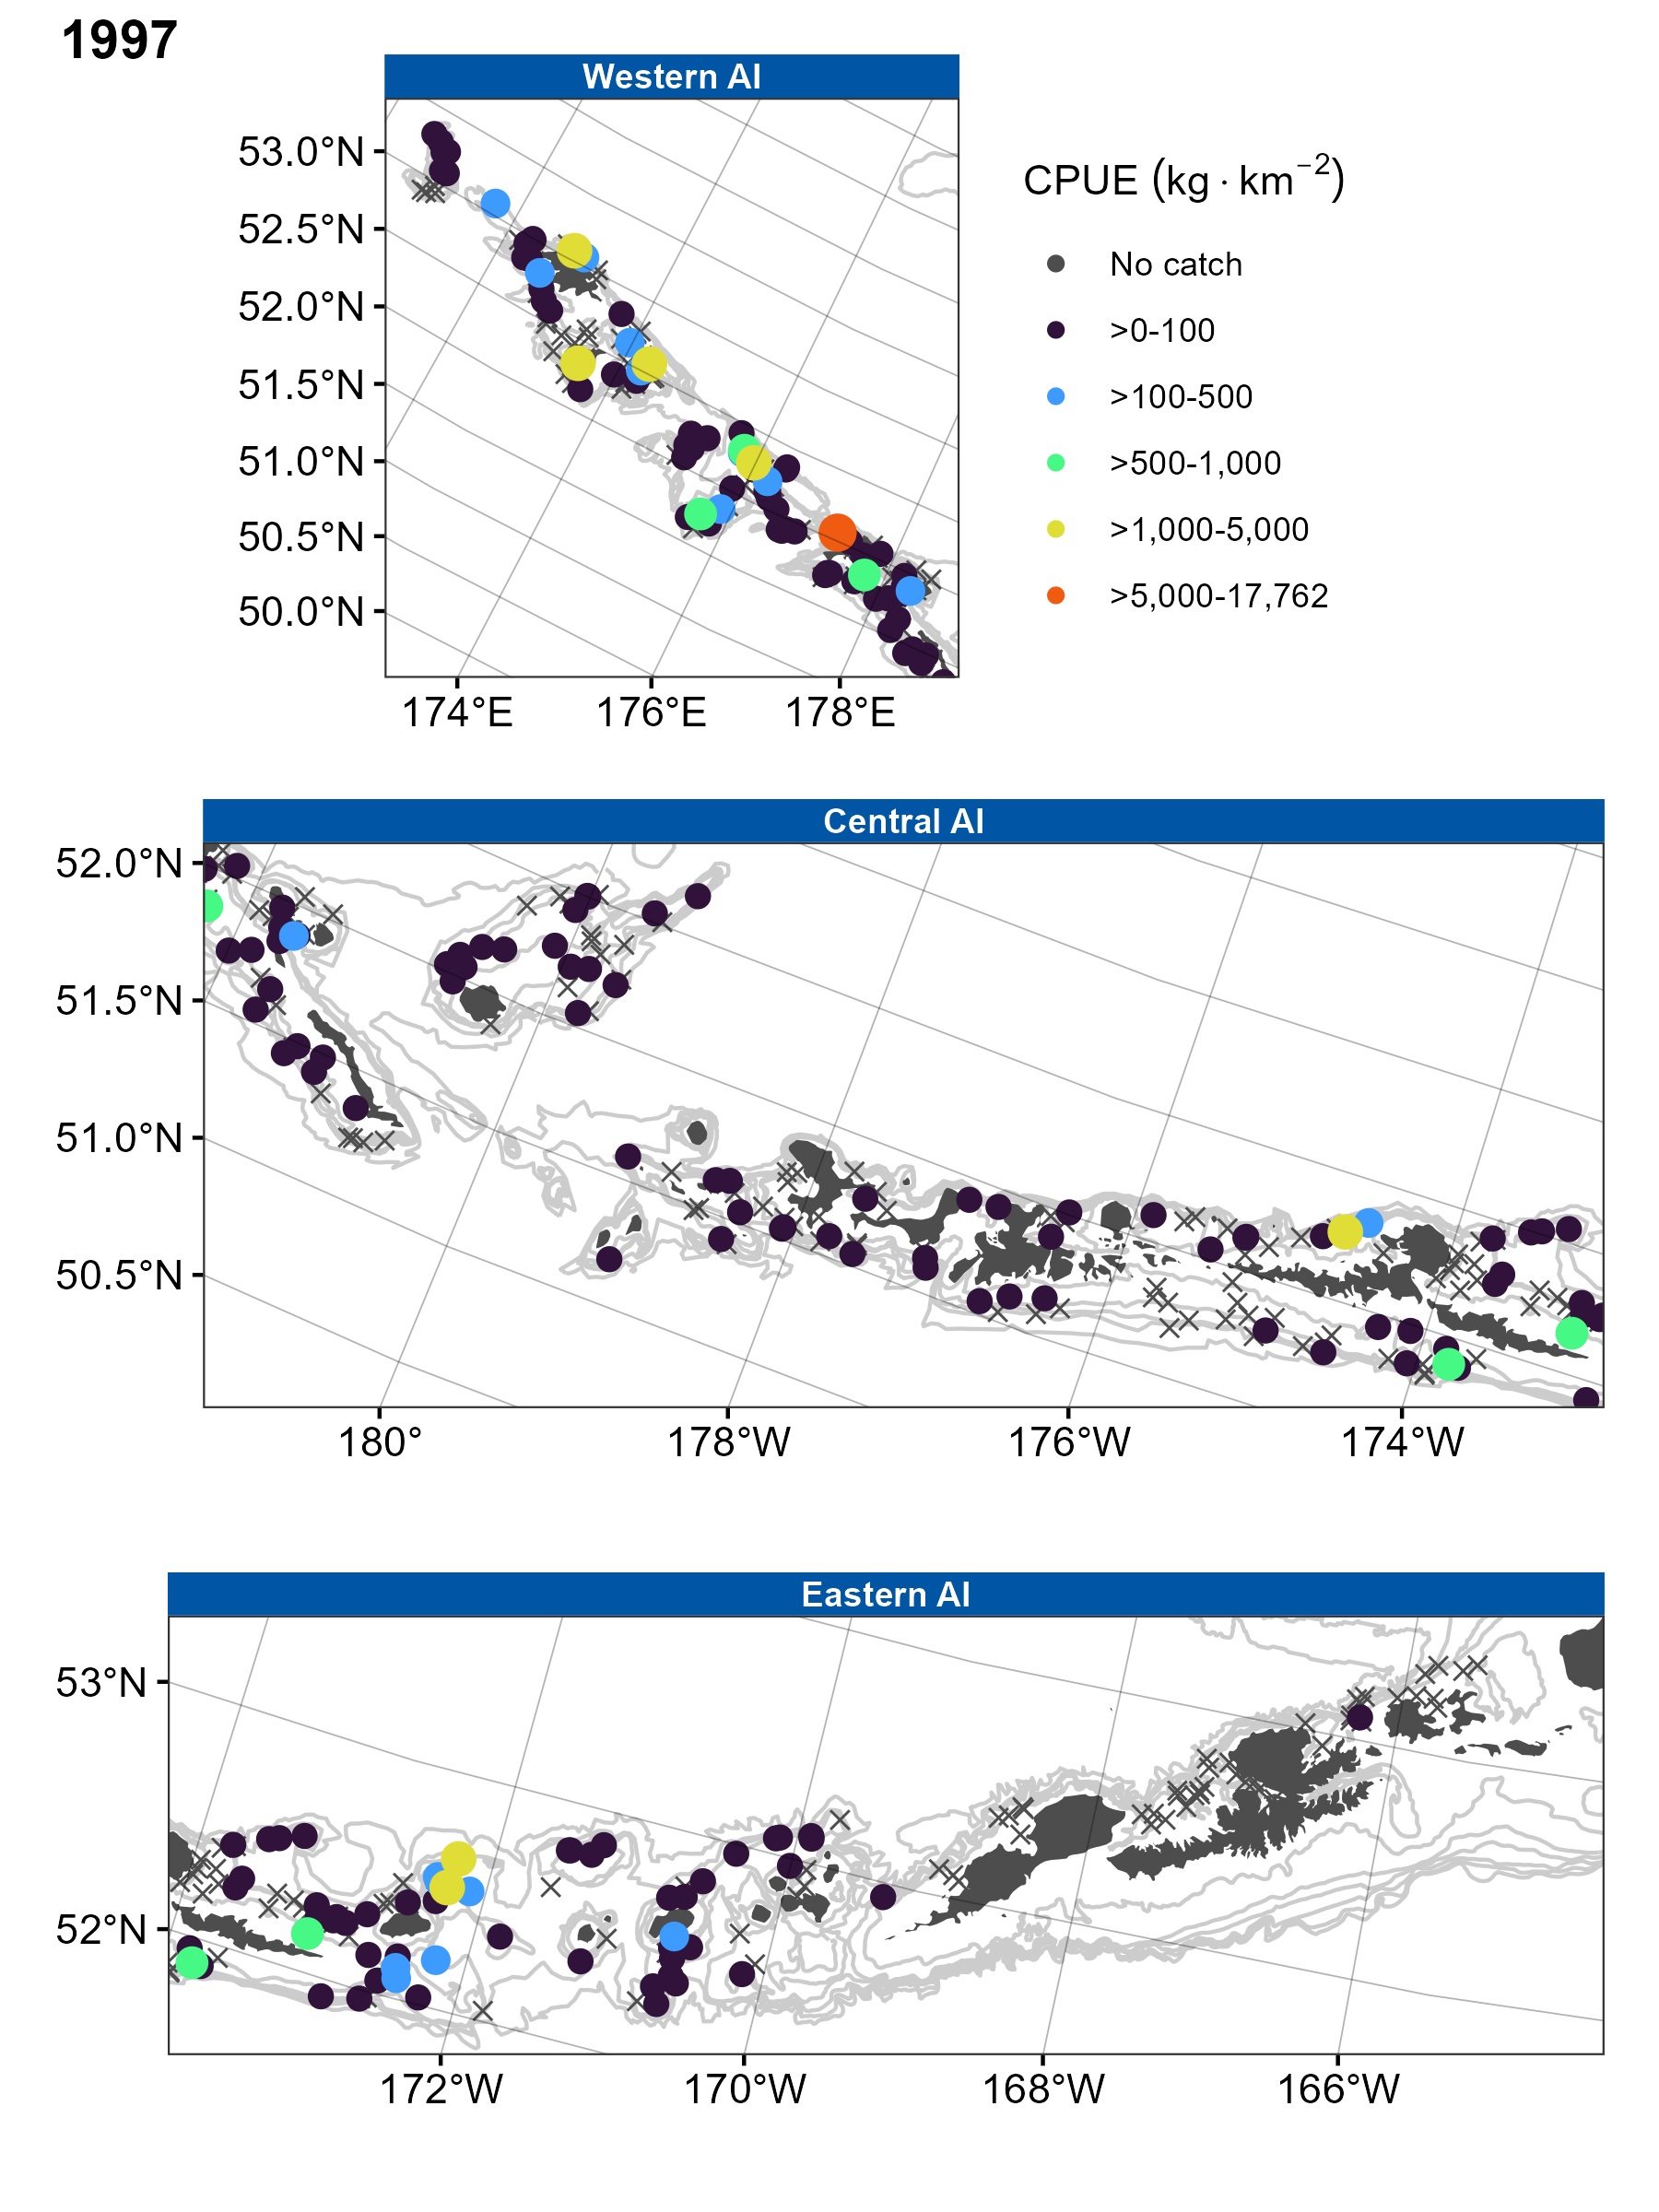 1997
Western AI
53.0°N
52.5°N
52.0°N
51.5°N
51.0°N
50.5°N
50.0°N
174°E 176°E 178°E
CPUE (kg · km⁻²)
No catch
>0-100
>100-500
>500-1,000
>1,000-5,000
>5,000-17,762
Central AI
52.0°N
51.5°N
51.0°N
50.5°N
180° 178°W 176°W 174°W
Eastern AI
53°N
52°N
172°W 170°W 168°W 166°W